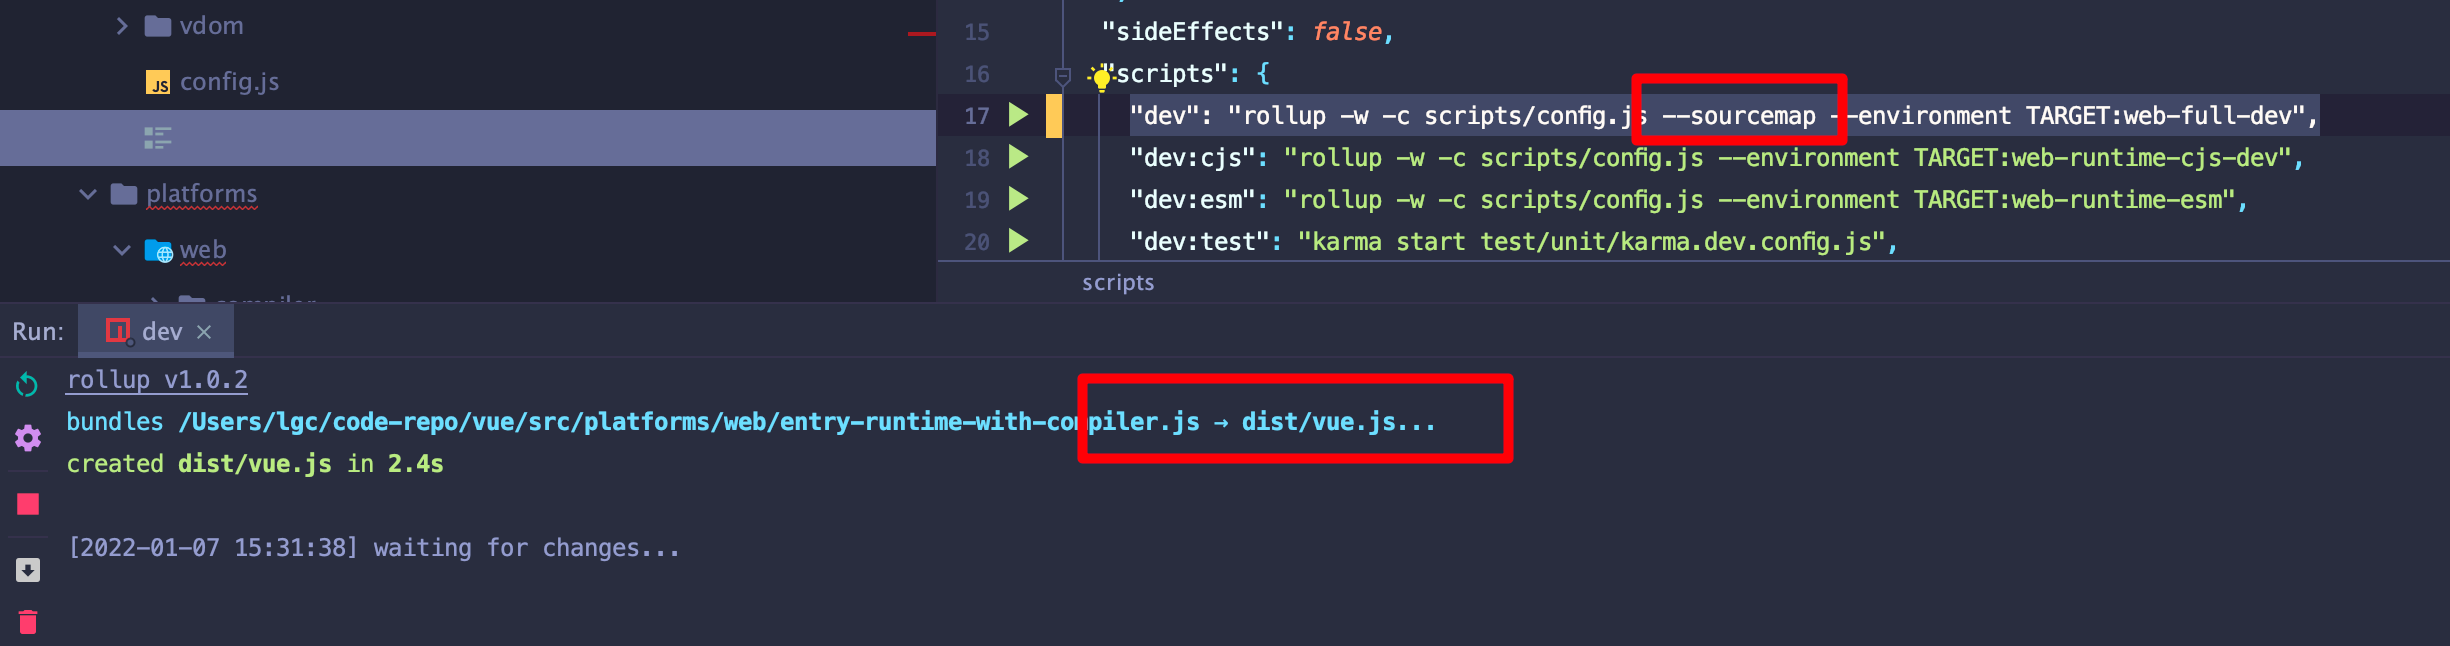 vdom
config.js
platforms
web
compiler
15 "sideEffects": false,
16 "scripts": {
17 "dev": "rollup -w -c scripts/config.js --sourcemap --environment TARGET:web-full-dev",
18 "dev:cjs": "rollup -w -c scripts/config.js --environment TARGET:web-runtime-cjs-dev",
19 "dev:esm": "rollup -w -c scripts/config.js --environment TARGET:web-runtime-esm",
20 "dev:test": "karma start test/unit/karma.dev.config.js",
scripts
Run: dev
rollup v1.0.2
bundles /Users/lgc/code-repo/vue/src/platforms/web/entry-runtime-with-compiler.js → dist/vue.js...
created dist/vue.js in 2.4s
[2022-01-07 15:31:38] waiting for changes...